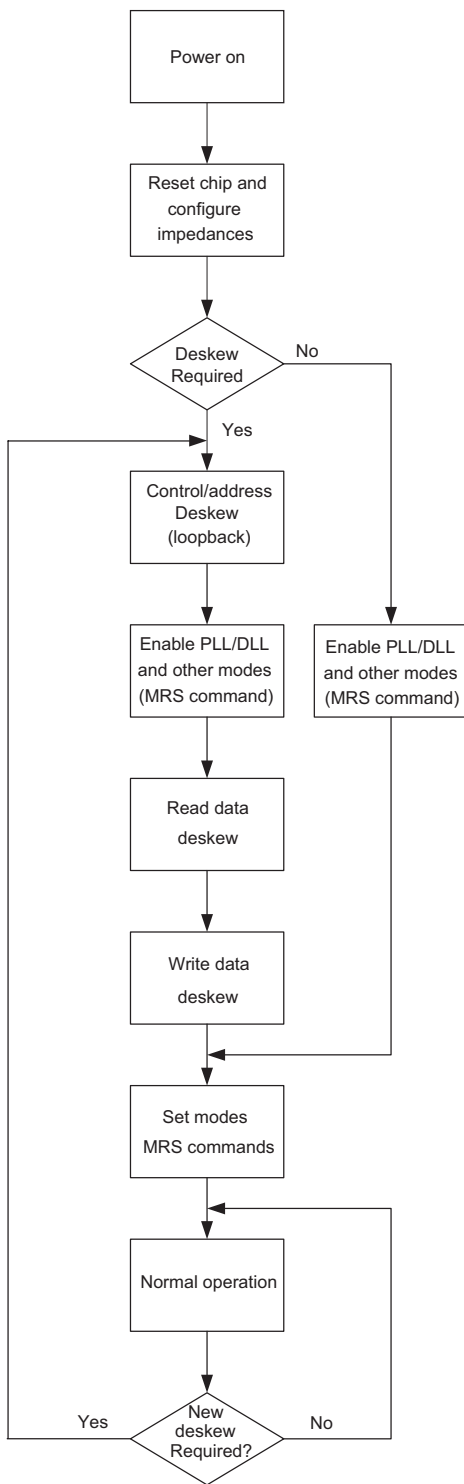 Power on
Reset chip and
configure
impedances
Deskew
Required
No
Yes
Control/address
Deskew
(loopback)
Enable PLL/DLL
and other modes
(MRS command)
Enable PLL/DLL
and other modes
(MRS command)
Read data
deskew
Write data
deskew
Set modes
MRS commands
Normal operation
Yes
New
deskew
Required?
No